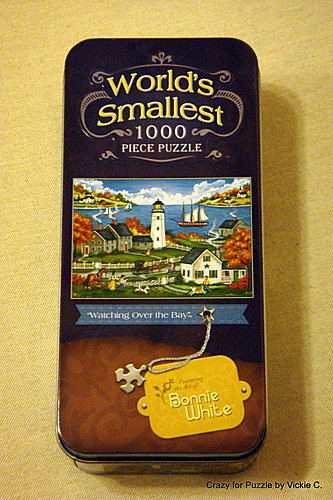 World's
Smallest
1000
PIECE PUZZLE
"Watching Over the Bay"
Featuring
the Art of
Bonnie
White
Crazy for Puzzle by Vickie C.